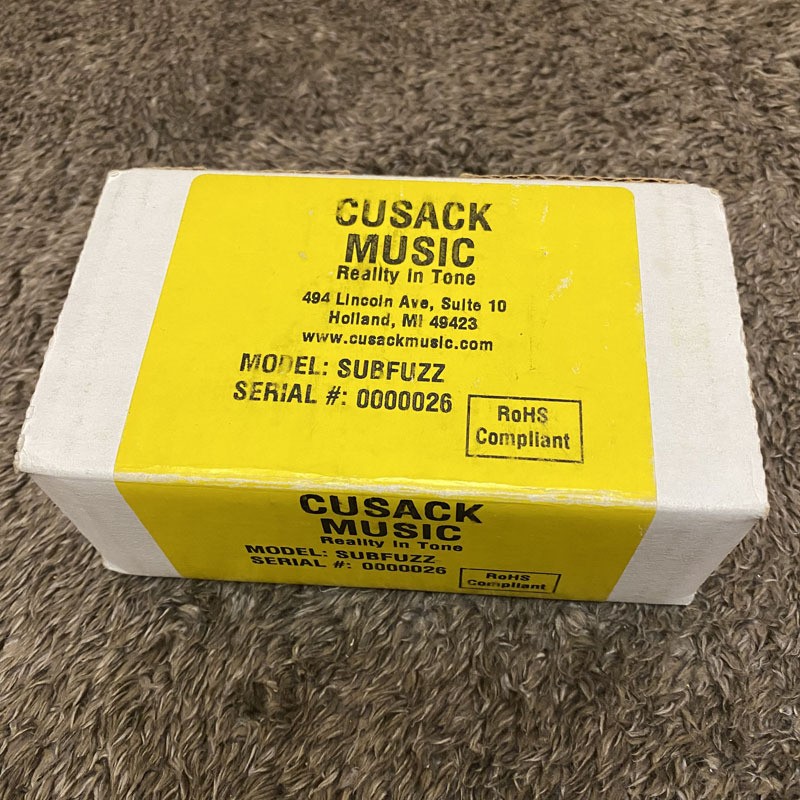 CUSACK
MUSIC
Reality in Tone
494 Lincoln Ave, Suite 10
Holland, MI 49423
www.cusackmusic.com
MODEL: SUBFUZZ
SERIAL #: 0000026
RoHS
Compliant
CUSACK
MUSIC
Reality in Tone
MODEL: SUBFUZZ
SERIAL #: 0000026
RoHS
Compliant